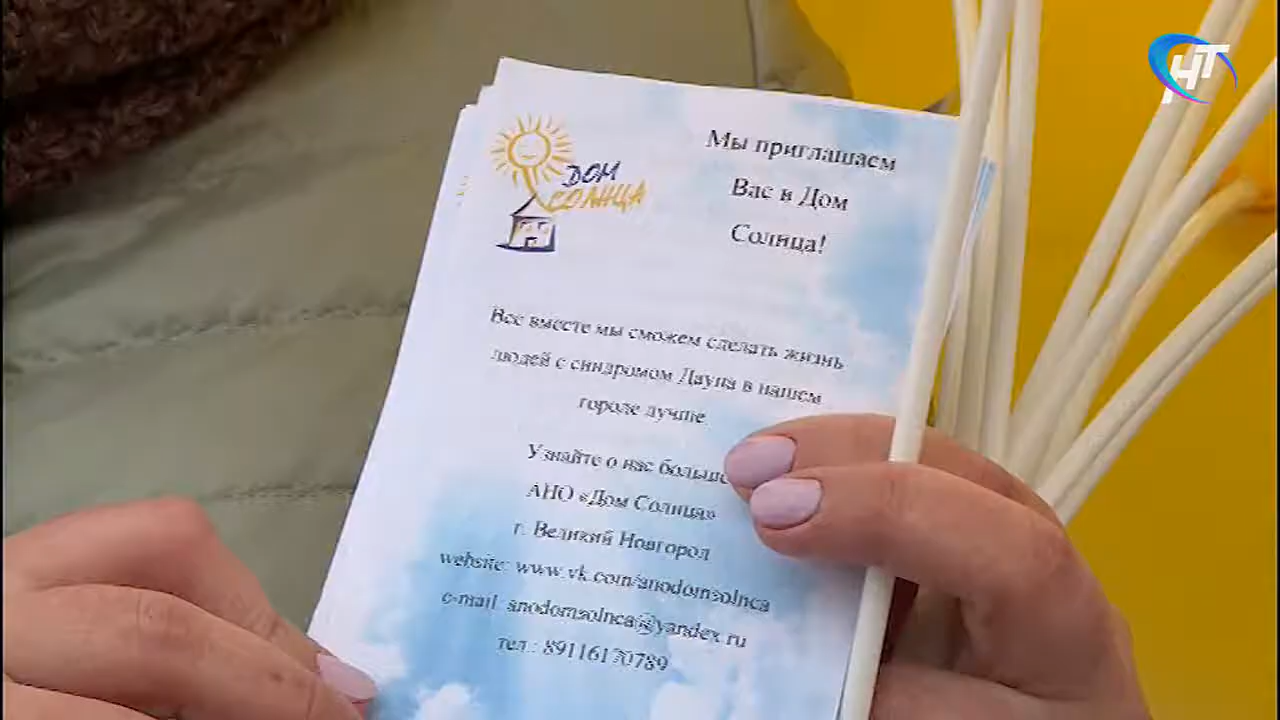 НТ
ДОМ
СОЛНЦА
Мы приглашаем
Вас в Дом
Солнца!
Все вместе мы сможем сделать жизнь
людей с синдромом Дауна в нашем
городе лучше.
Узнайте о нас больше
АНО «Дом Солнца»
г. Великий Новгород
website: www.vk.com/anodomsolnca
e-mail: anodomsolnca@yandex.ru
тел.: 89116170789